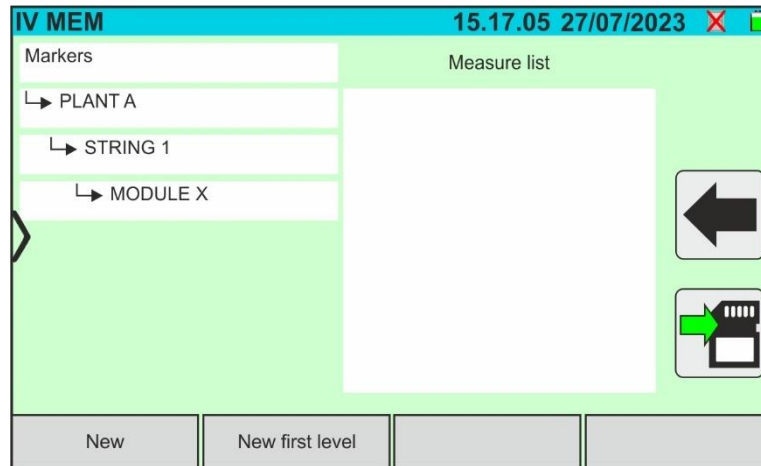 IV MEM 15.17.05 27/07/2023
Markers
Measure list
PLANT A
STRING 1
MODULE X
New
New first level